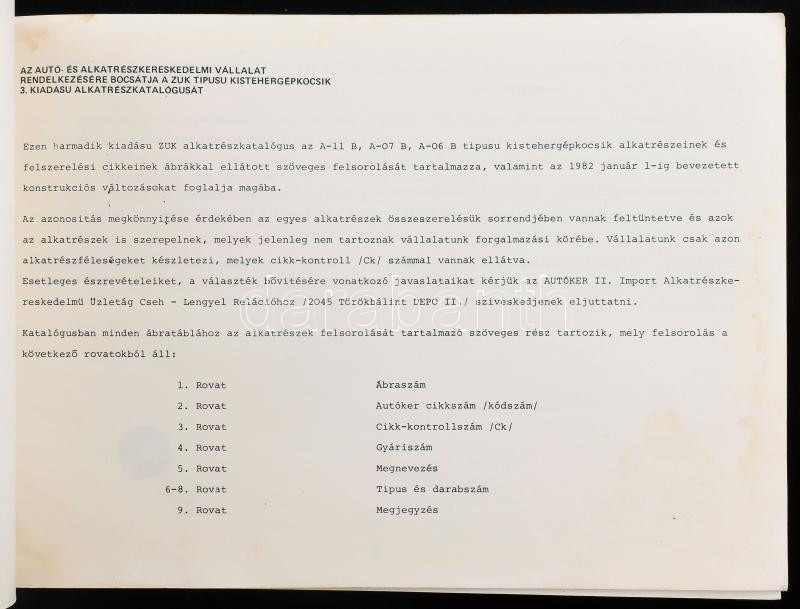 AZ AUTÓ- ÉS ALKATRÉSZKERESKEDELMI VÁLLALAT
RENDELKEZÉSÉRE BOCSÁTJA A ZUK TIPUSU KISTEHERGÉPKOCSIK
3. KIADÁSU ALKATRÉSZKATALÓGUSÁT
Ezen harmadik kiadásu ZUK alkatrészkatalógus az A-11 B, A-07 B, A-06 B tipusu kistehergépkocsik alkatrészeinek és
felszerelési cikkeinek ábrákkal ellátott szöveges felsorolását tartalmazza, valamint az 1982 január 1-ig bevezetett
konstrukciós változásokat foglalja magába.
Az azonositás megkönnyitése érdekében az egyes alkatrészek összeszerelésük sorrendjében vannak feltüntetve és azok
az alkatrészek is szerepelnek, melyek jelenleg nem tartoznak vállalatunk forgalmazási körébe. Vállalatunk csak azon
alkatrészféleségeket készletezi, melyek cikk-kontroll /Ck/ számmal vannak ellátva.
Esetleges észrevételeiket, a választék bővitésére vonatkozó javaslataikat kérjük az AUTÓKER II. Import Alkatrészke-
reskedelmü Üzletág Cseh - Lengyel Relációhoz /2045 Törökbálint DEPO II./ sziveskedjenek eljuttatni.
Katalógusban minden ábratáblához az alkatrészek felsorolását tartalmazó szöveges rész tartozik, mely felsorolás a
következő rovatokból áll:
1. Rovat Ábraszám
2. Rovat Autóker cikkszám /kódszám/
3. Rovat Cikk-kontrollszám /Ck/
4. Rovat Gyáriszám
5. Rovat Megnevezés
6-8. Rovat Tipus és darabszám
9. Rovat Megjegyzés
darabanth